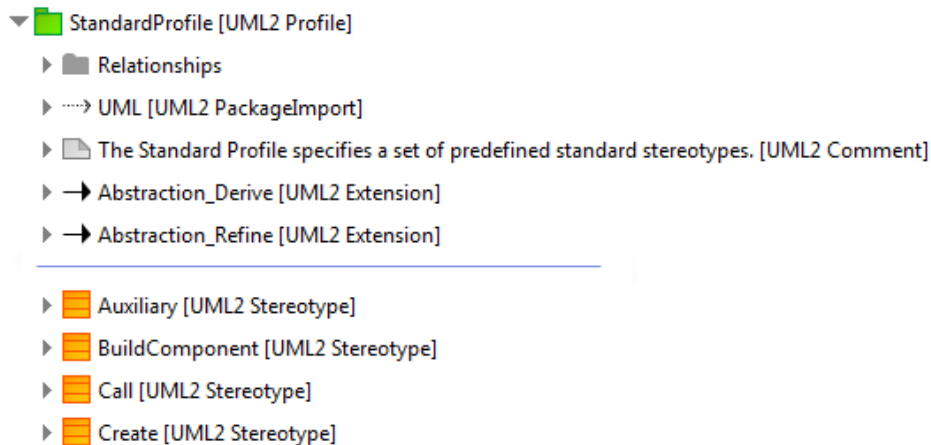 StandardProfile [UML2 Profile]
Relationships
UML [UML2 PackageImport]
The Standard Profile specifies a set of predefined standard stereotypes. [UML2 Comment]
Abstraction_Derive [UML2 Extension]
Abstraction_Refine [UML2 Extension]
Auxiliary [UML2 Stereotype]
BuildComponent [UML2 Stereotype]
Call [UML2 Stereotype]
Create [UML2 Stereotype]